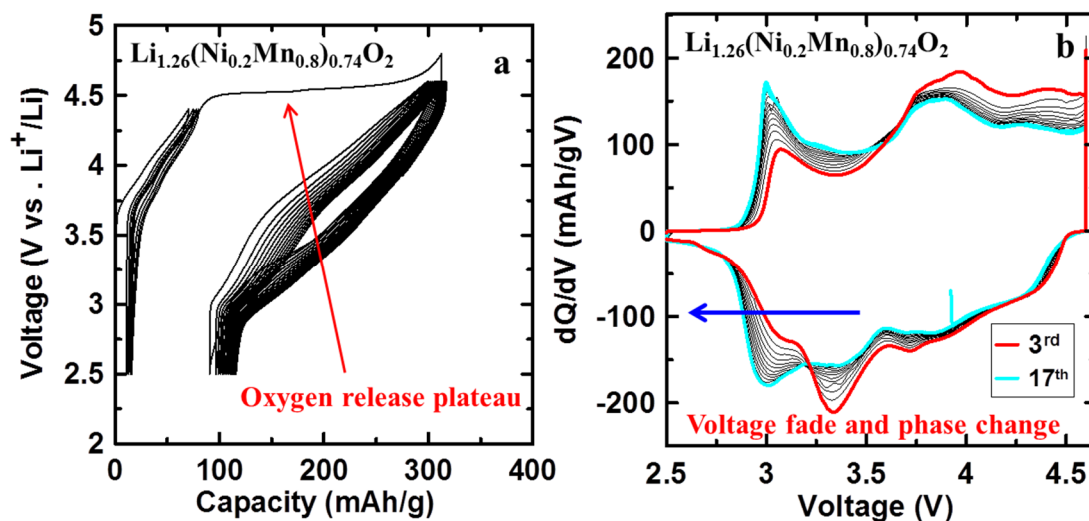 Li1.26(Ni0.2Mn0.8)0.74O2
a
Voltage (V vs. Li+/Li)
5
4.5
4
3.5
3
2.5
2
Oxygen release plateau
0
100
200
300
400
Capacity (mAh/g)
Li1.26(Ni0.2Mn0.8)0.74O2
b
dQ/dV (mAh/gV)
200
100
0
-100
-200
3rd
17th
Voltage fade and phase change
2.5
3
3.5
4
4.5
Voltage (V)